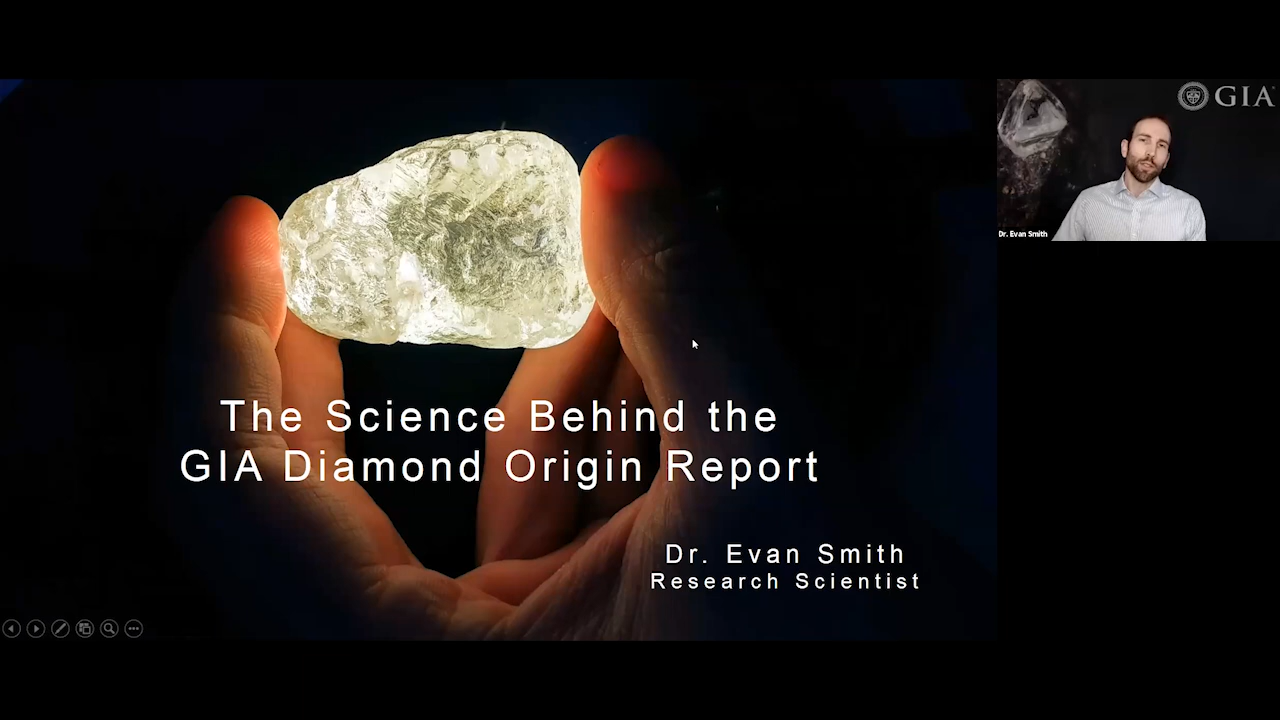 GIA
Dr. Evan Smith
The Science Behind the
GIA Diamond Origin Report
Dr. Evan Smith
Research Scientist